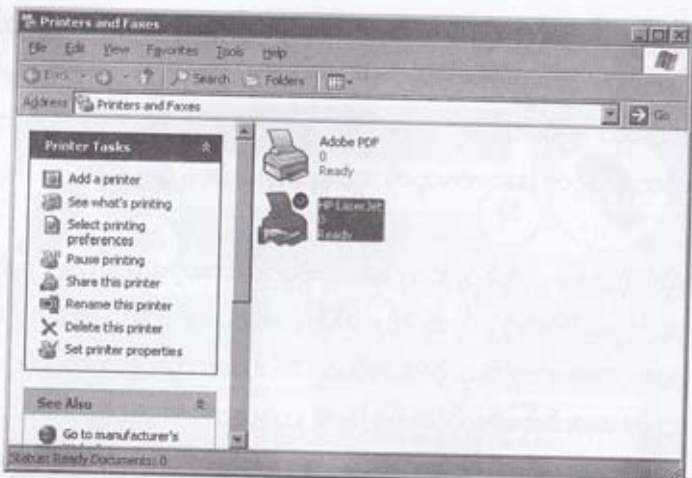 Printers and Faxes
File Edit View Favorites Tools Help
Back Search Folders
Address Printers and Faxes Go
Printer Tasks
Add a printer
See what's printing
Select printing
preferences
Pause printing
Share this printer
Rename this printer
Delete this printer
Set printer properties
See Also
Go to manufacturer's
Adobe PDF
0
Ready
HP LaserJet
0
Ready
Status: Ready Documents: 0